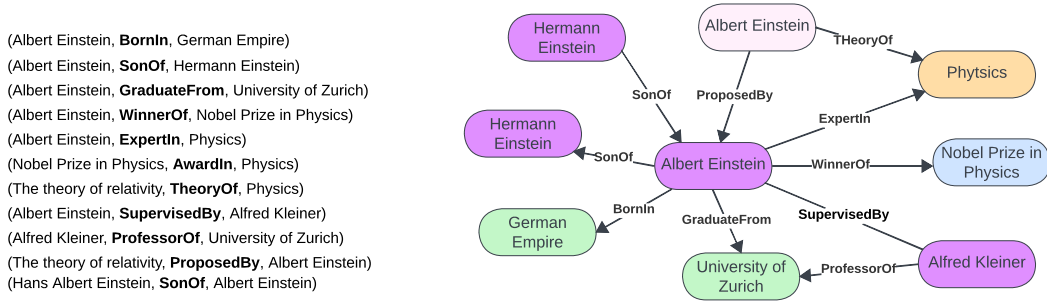 (Albert Einstein, BornIn, German Empire)
(Albert Einstein, SonOf, Hermann Einstein)
(Albert Einstein, GraduateFrom, University of Zurich)
(Albert Einstein, WinnerOf, Nobel Prize in Physics)
(Albert Einstein, ExpertIn, Physics)
(Nobel Prize in Physics, AwardIn, Physics)
(The theory of relativity, TheoryOf, Physics)
(Albert Einstein, SupervisedBy, Alfred Kleiner)
(Alfred Kleiner, ProfessorOf, University of Zurich)
(The theory of relativity, ProposedBy, Albert Einstein)
(Hans Albert Einstein, SonOf, Albert Einstein)
Hermann
Einstein
Albert Einstein
THeoryOf
Phytsics
SonOf
ProposedBy
ExpertIn
Hermann
Einstein
SonOf
Albert Einstein
WinnerOf
Nobel Prize in
Physics
BornIn
GraduateFrom
SupervisedBy
German
Empire
University of
Zurich
ProfessorOf
Alfred Kleiner